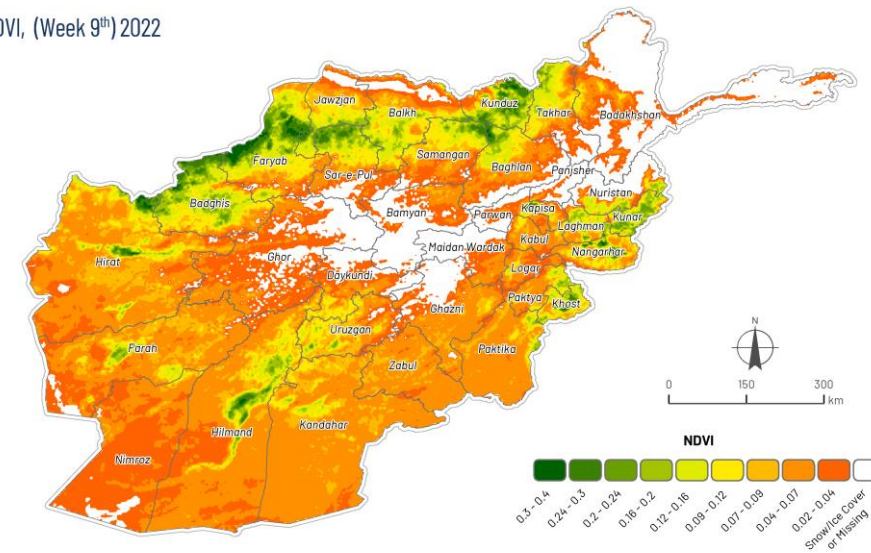 DVI, (Week 9th) 2022
Jawzjan
Balkh
Kunduz
Takhar
Badakhshan
Faryab
Samangan
Baghlan
Panjsher
Sar-e-Pul
Nuristan
Badghis
Bamyan
Parwan
Kapisa
Kunar
Laghman
Kabul
Maidan Wardak
Nangarhar
Hirat
Ghor
Logar
Daykundi
Paktya
Khost
Ghazni
Uruzgan
Farah
Paktika
Zabul
Kandahar
Hilmand
Nimroz
N
0 150 300
km
NDVI
0.3 - 0.4
0.24 - 0.3
0.2 - 0.24
0.16 - 0.2
0.12 - 0.16
0.09 - 0.12
0.07 - 0.09
0.04 - 0.07
0.02 - 0.04
Snow/Ice Cover
or Missing